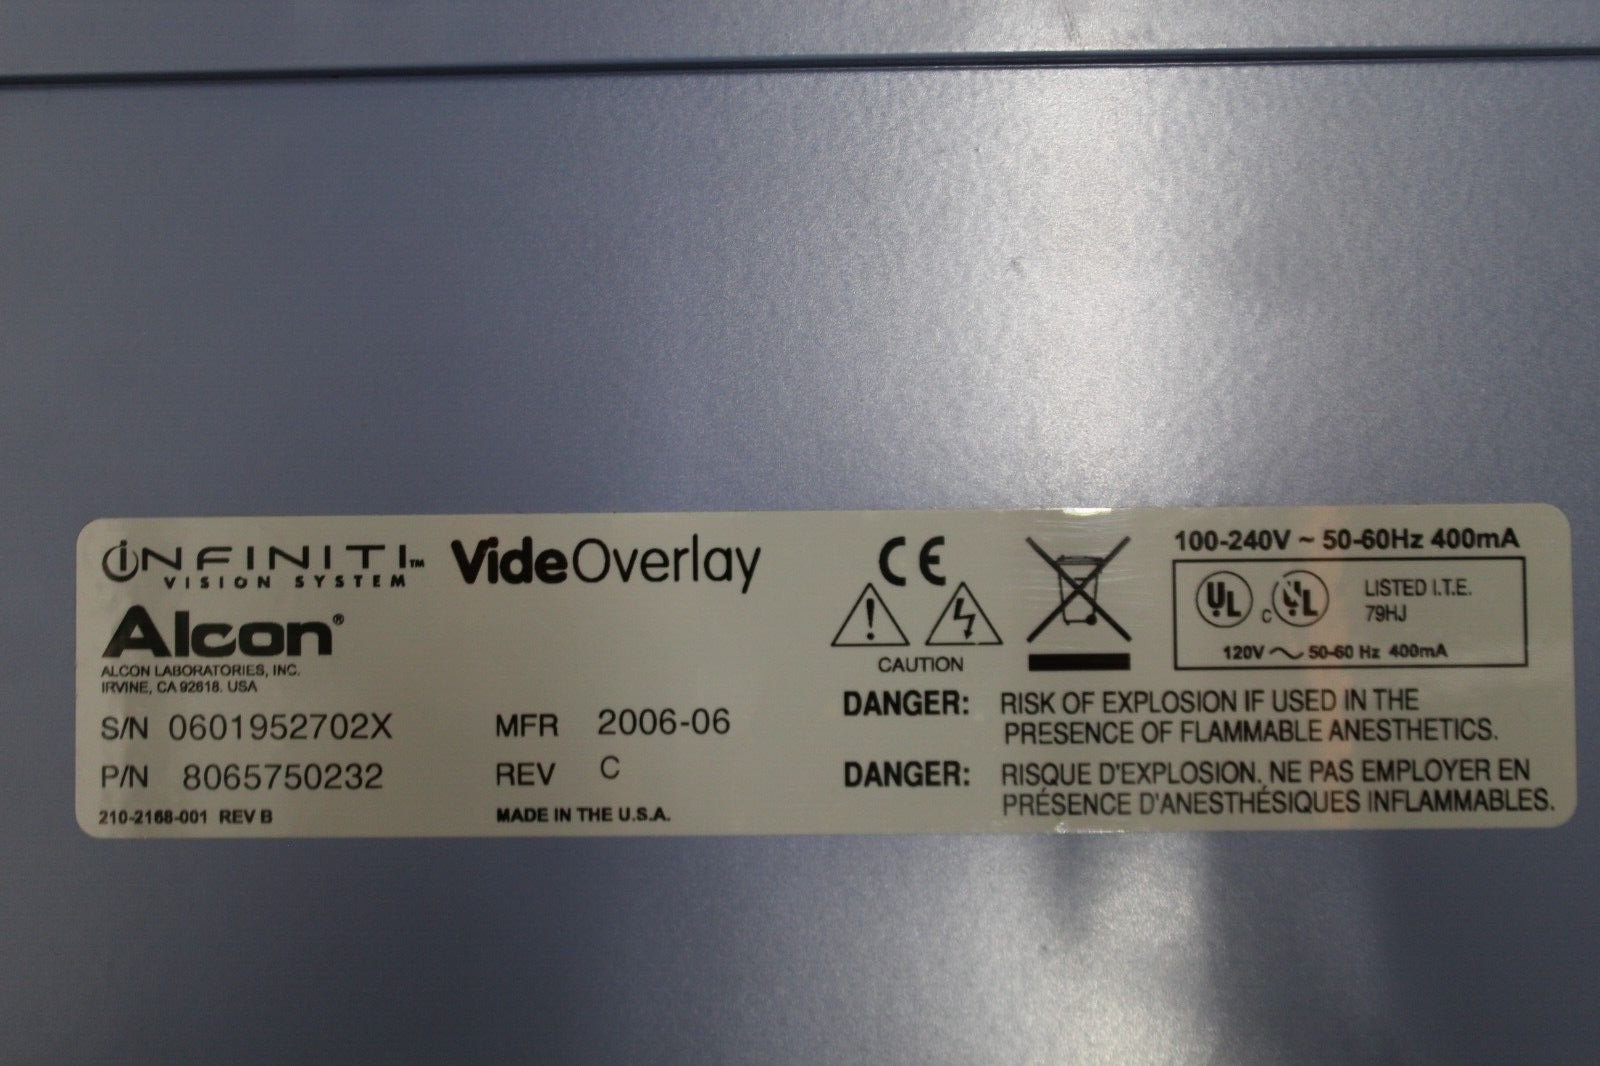 iNFINITI™
VISION SYSTEM
VideOverlay
Alcon®
ALCON LABORATORIES, INC.
IRVINE, CA 92618. USA
S/N 0601952702X
P/N 8065750232
210-2168-001 REV B
MFR 2006-06
REV C
MADE IN THE U.S.A.
CE
CAUTION
100-240V ~ 50-60Hz 400mA
UL c UL LISTED I.T.E.
79HJ
120V ~ 50-60 Hz 400mA
DANGER: RISK OF EXPLOSION IF USED IN THE
PRESENCE OF FLAMMABLE ANESTHETICS.
DANGER: RISQUE D'EXPLOSION. NE PAS EMPLOYER EN
PRÉSENCE D'ANESTHÉSIQUES INFLAMMABLES.